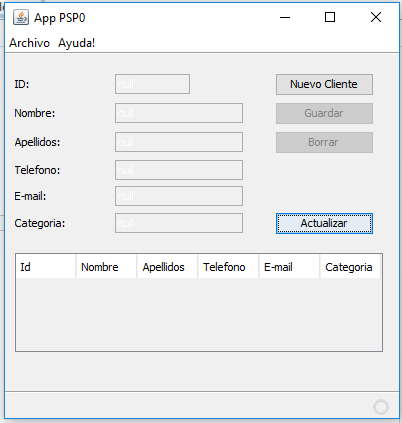 App PSP0
Archivo Ayuda!
ID: null Nuevo Cliente
Nombre: null Guardar
Apellidos: null Borrar
Telefono: null
E-mail: null
Categoria: null Actualizar
Id Nombre Apellidos Telefono E-mail Categoria